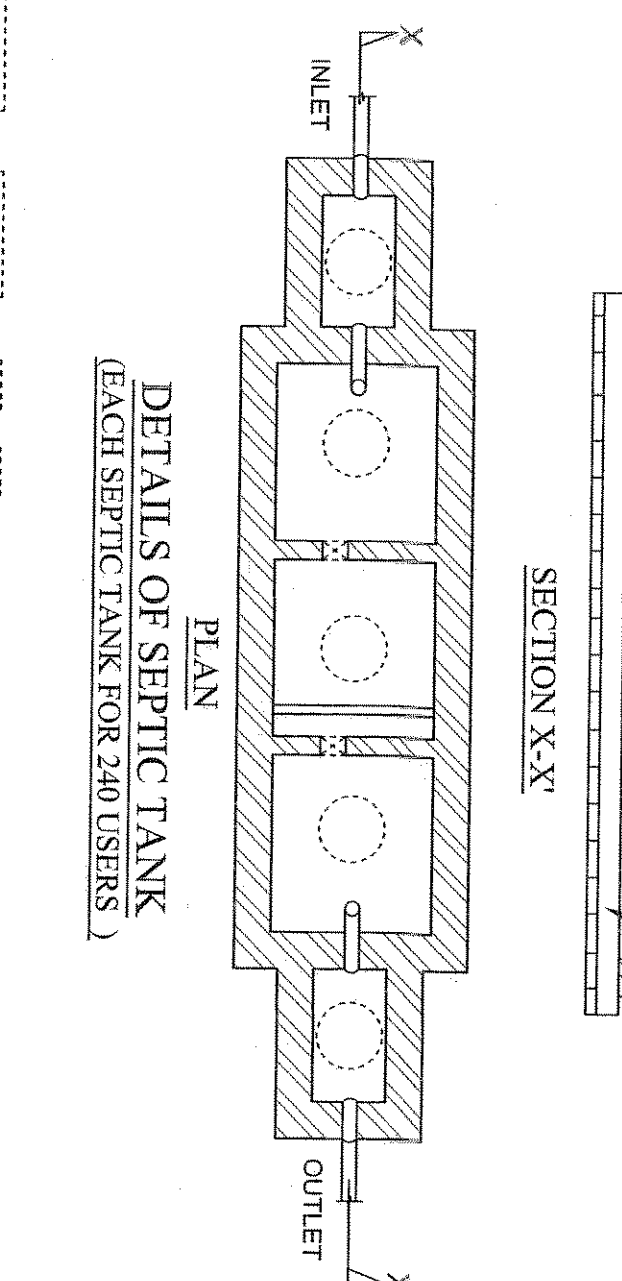 SECTION X-X'
X
INLET
OUTLET
X
PLAN
DETAILS OF SEPTIC TANK
(EACH SEPTIC TANK FOR 240 USERS )